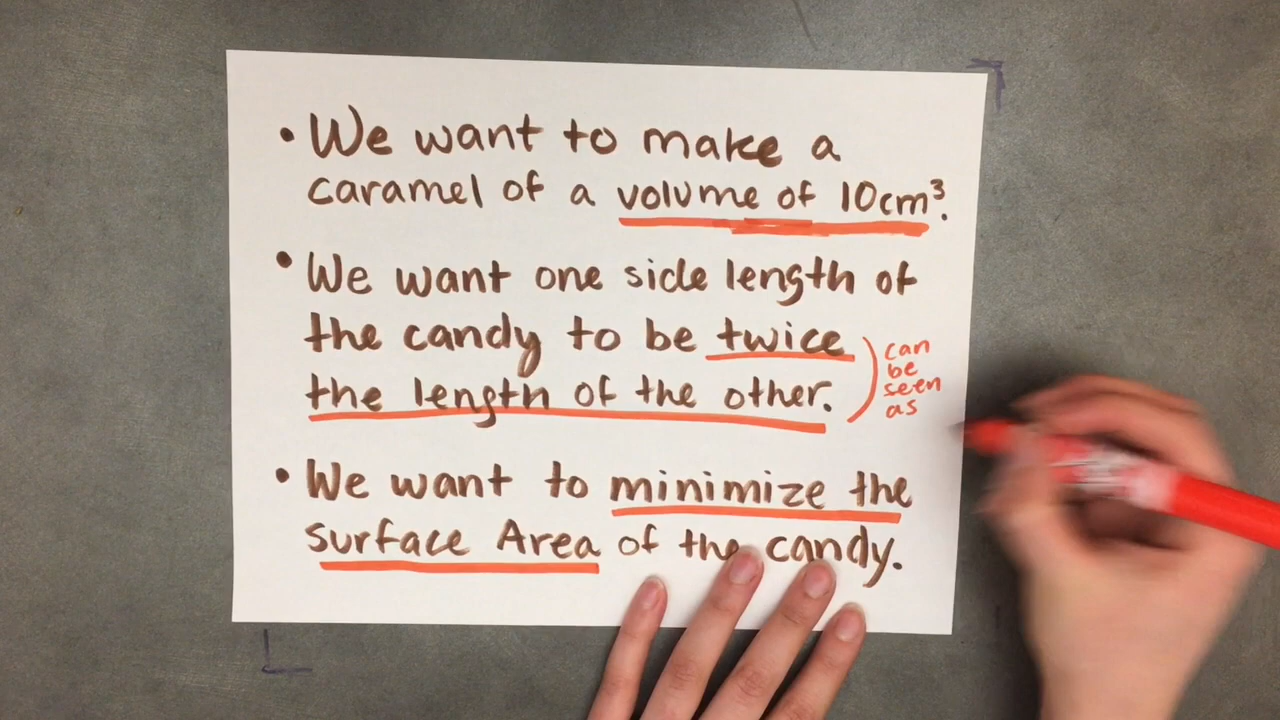 • We want to make a
caramel of a volume of 10cm³.
• We want one side length of
the candy to be twice
the length of the other.
can
be
seen
as
• We want to minimize the
surface Area of the candy.